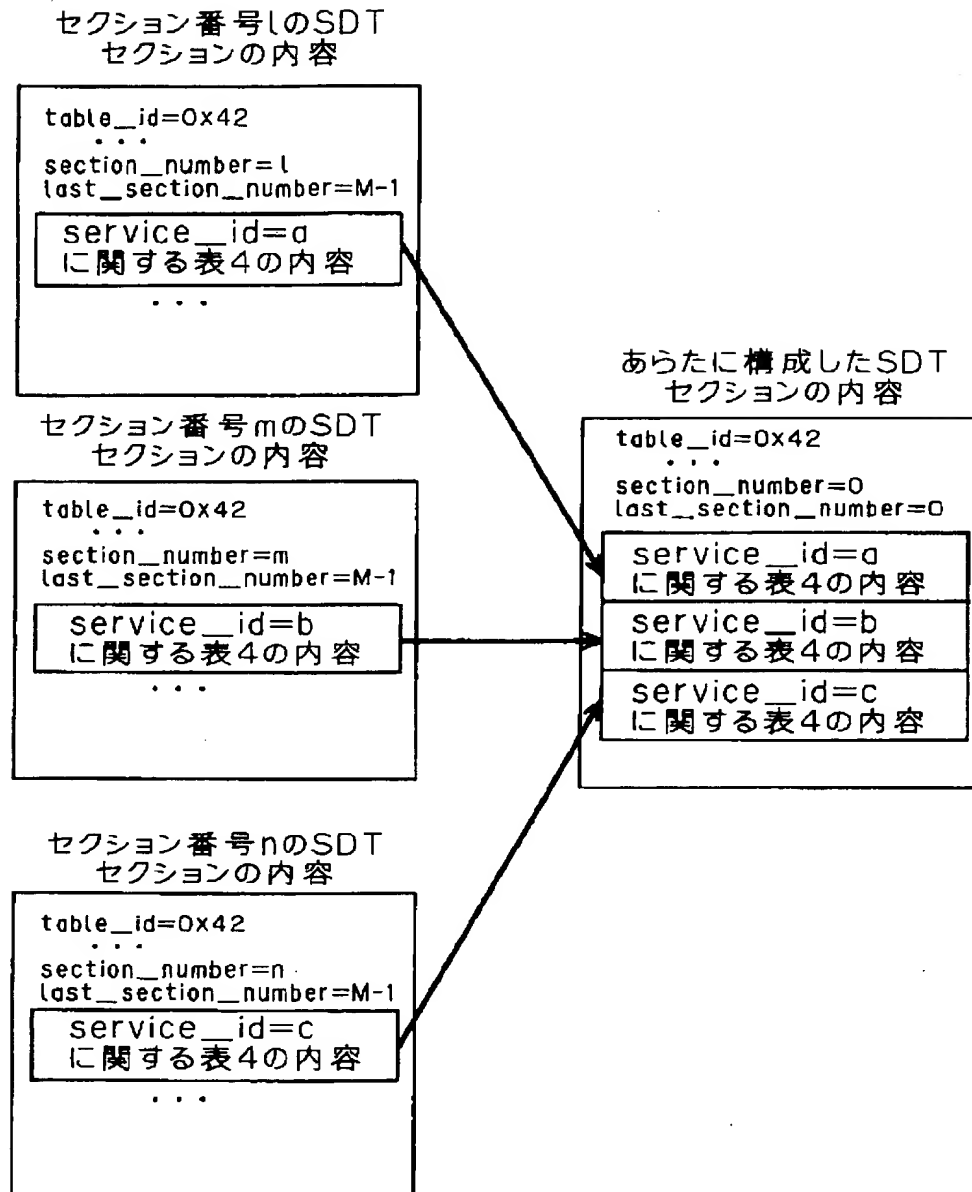 セクション番号lのSDT
セクションの内容
table_id=0x42
...
section_number=l
last_section_number=M-1
service_id=a
に関する表4の内容
...
セクション番号mのSDT
セクションの内容
table_id=0x42
...
section_number=m
last_section_number=M-1
service_id=b
に関する表4の内容
...
セクション番号nのSDT
セクションの内容
table_id=0x42
...
section_number=n
last_section_number=M-1
service_id=c
に関する表4の内容
...
あらたに構成したSDT
セクションの内容
table_id=0x42
...
section_number=0
last_section_number=0
service_id=a
に関する表4の内容
service_id=b
に関する表4の内容
service_id=c
に関する表4の内容